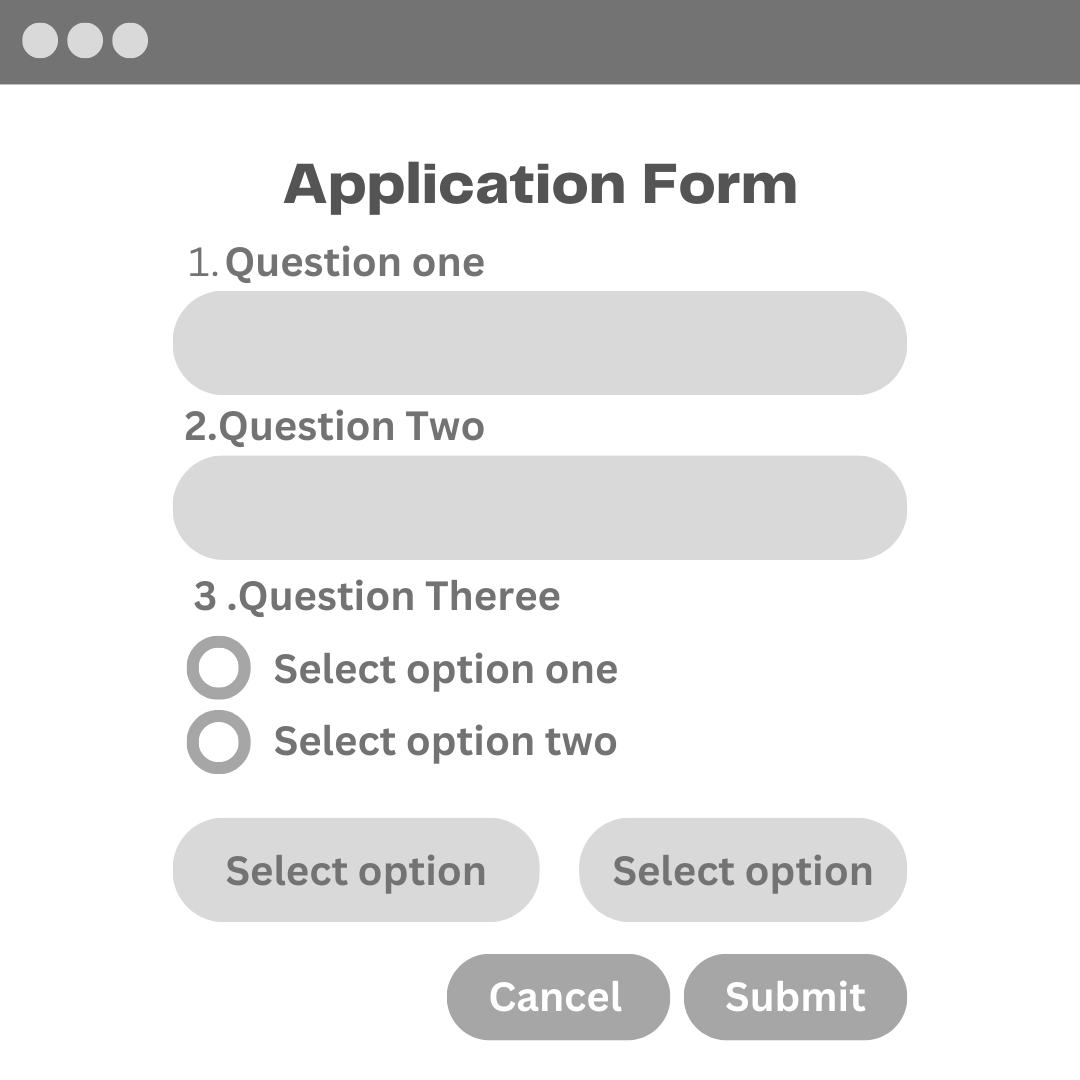 Application Form
1. Question one
2.Question Two
3 .Question Theree
Select option one
Select option two
Select option Select option
Cancel Submit